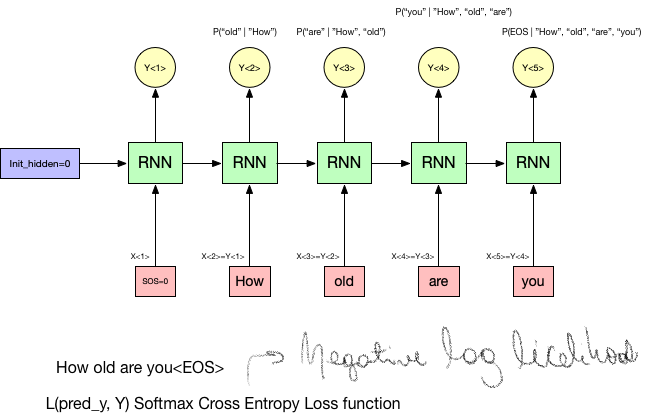 P("you" | "How", "old", "are")
P("old" | "How") P("are" | "How", "old") P(EOS | "How", "old", "are", "you")
Y<1> Y<2> Y<3> Y<4> Y<5>
Init_hidden=0 RNN RNN RNN RNN RNN
X<1> X<2>=Y<1> X<3>=Y<2> X<4>=Y<3> X<5>=Y<4>
SOS=0 How old are you
Negative log licelihood
How old are you<EOS>
L(pred_y, Y) Softmax Cross Entropy Loss function